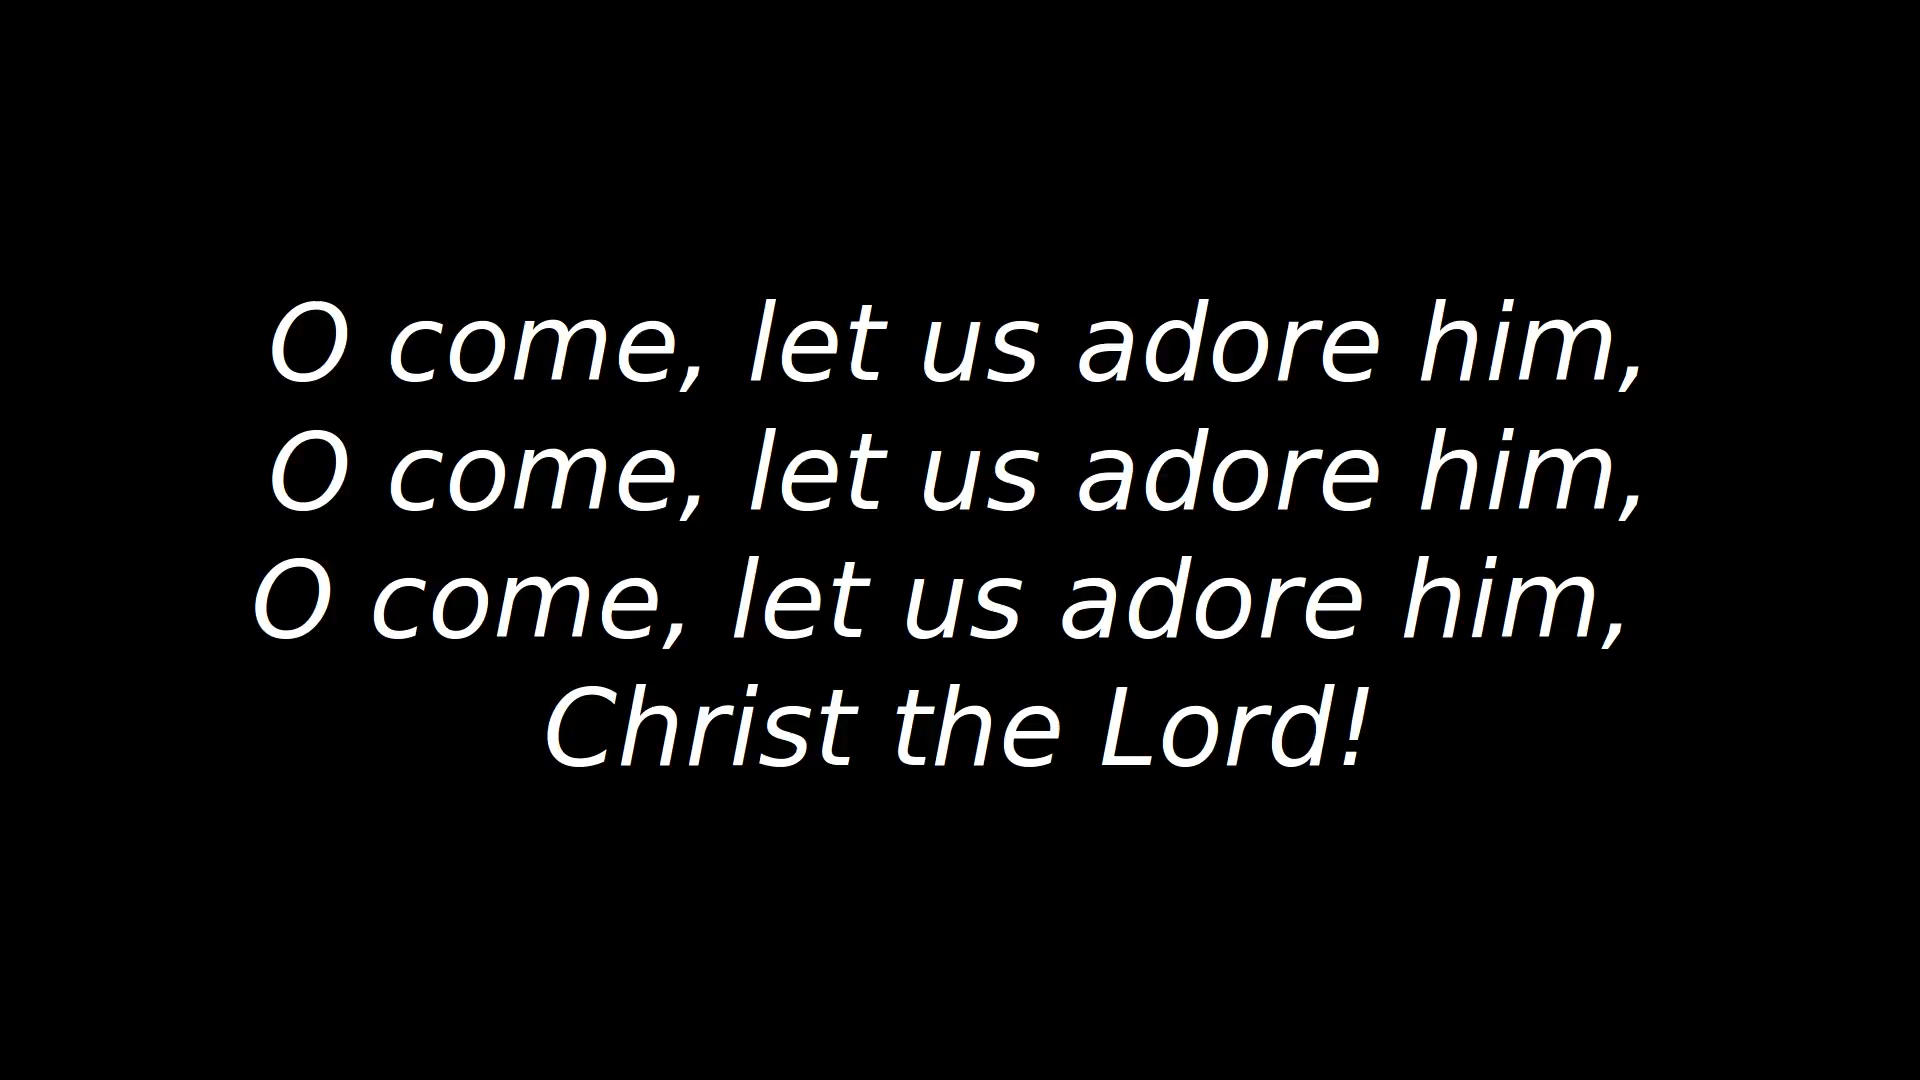 O come, let us adore him,
O come, let us adore him,
O come, let us adore him,
Christ the Lord!